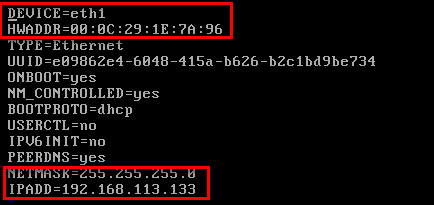 DEVICE=eth1
HWADDR=00:0C:29:1E:7A:96
TYPE=Ethernet
UUID=e09862e4-6048-415a-b626-b2c1bd9be734
ONBOOT=yes
NM_CONTROLLED=yes
BOOTPROTO=dhcp
USERCTL=no
IPV6INIT=no
PEERDNS=yes
NETMASK=255.255.255.0
IPADD=192.168.113.133